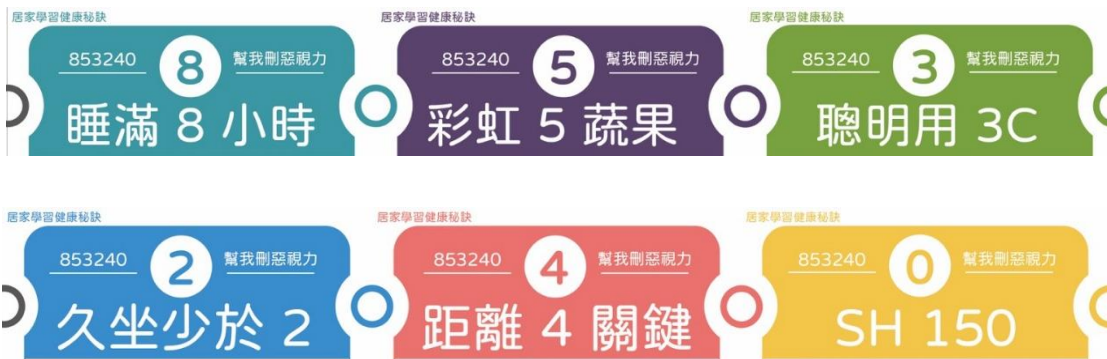 居家學習健康秘訣
853240 8 幫我刪惡視力
睡滿 8 小時
居家學習健康秘訣
853240 5 幫我刪惡視力
彩虹 5 蔬果
居家學習健康秘訣
853240 3 幫我刪惡視力
聰明用 3C
居家學習健康秘訣
853240 2 幫我刪惡視力
久坐少於 2
居家學習健康秘訣
853240 4 幫我刪惡視力
距離 4 關鍵
居家學習健康秘訣
853240 0 幫我刪惡視力
SH 150